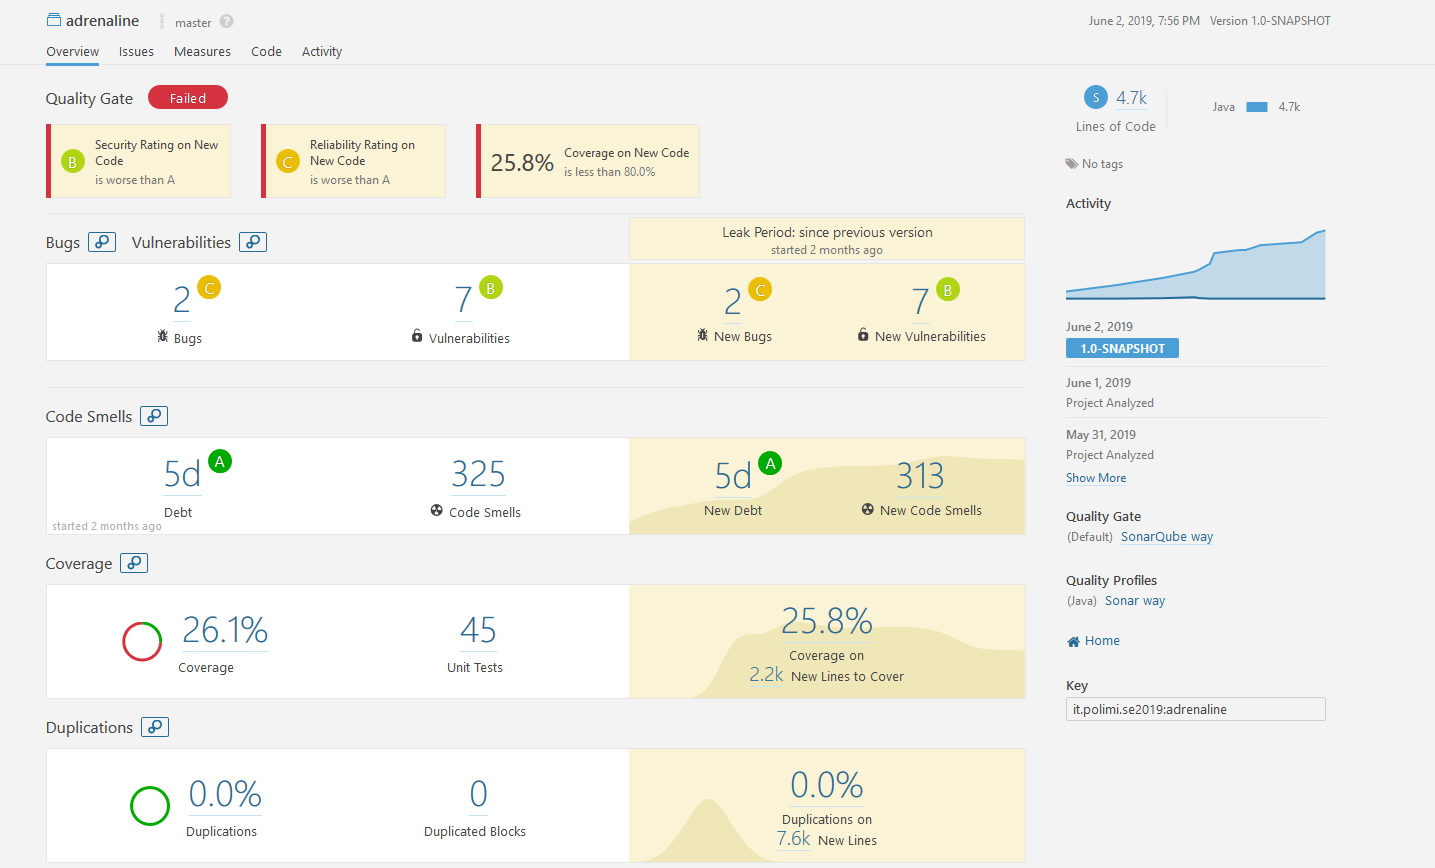 adrenaline master ?
June 2, 2019, 7:56 PM Version 1.0-SNAPSHOT
Overview Issues Measures Code Activity
Quality Gate Failed
B Security Rating on New
Code
is worse than A
C Reliability Rating on
New Code
is worse than A
25.8% Coverage on New Code
is less than 80.0%
Bugs Vulnerabilities
Leak Period: since previous version
started 2 months ago
2 C
Bugs
7 B
Vulnerabilities
2 C
New Bugs
7 B
New Vulnerabilities
Code Smells
5d A
Debt
started 2 months ago
325
Code Smells
5d A
New Debt
313
New Code Smells
Coverage
26.1%
Coverage
45
Unit Tests
25.8%
Coverage on
2.2k New Lines to Cover
Duplications
0.0%
Duplications
0
Duplicated Blocks
0.0%
Duplications on
7.6k New Lines
S 4.7k
Lines of Code
Java 4.7k
No tags
Activity
June 2, 2019
1.0-SNAPSHOT
June 1, 2019
Project Analyzed
May 31, 2019
Project Analyzed
Show More
Quality Gate
(Default) SonarQube way
Quality Profiles
(Java) Sonar way
Home
Key
it.polimi.se2019:adrenaline